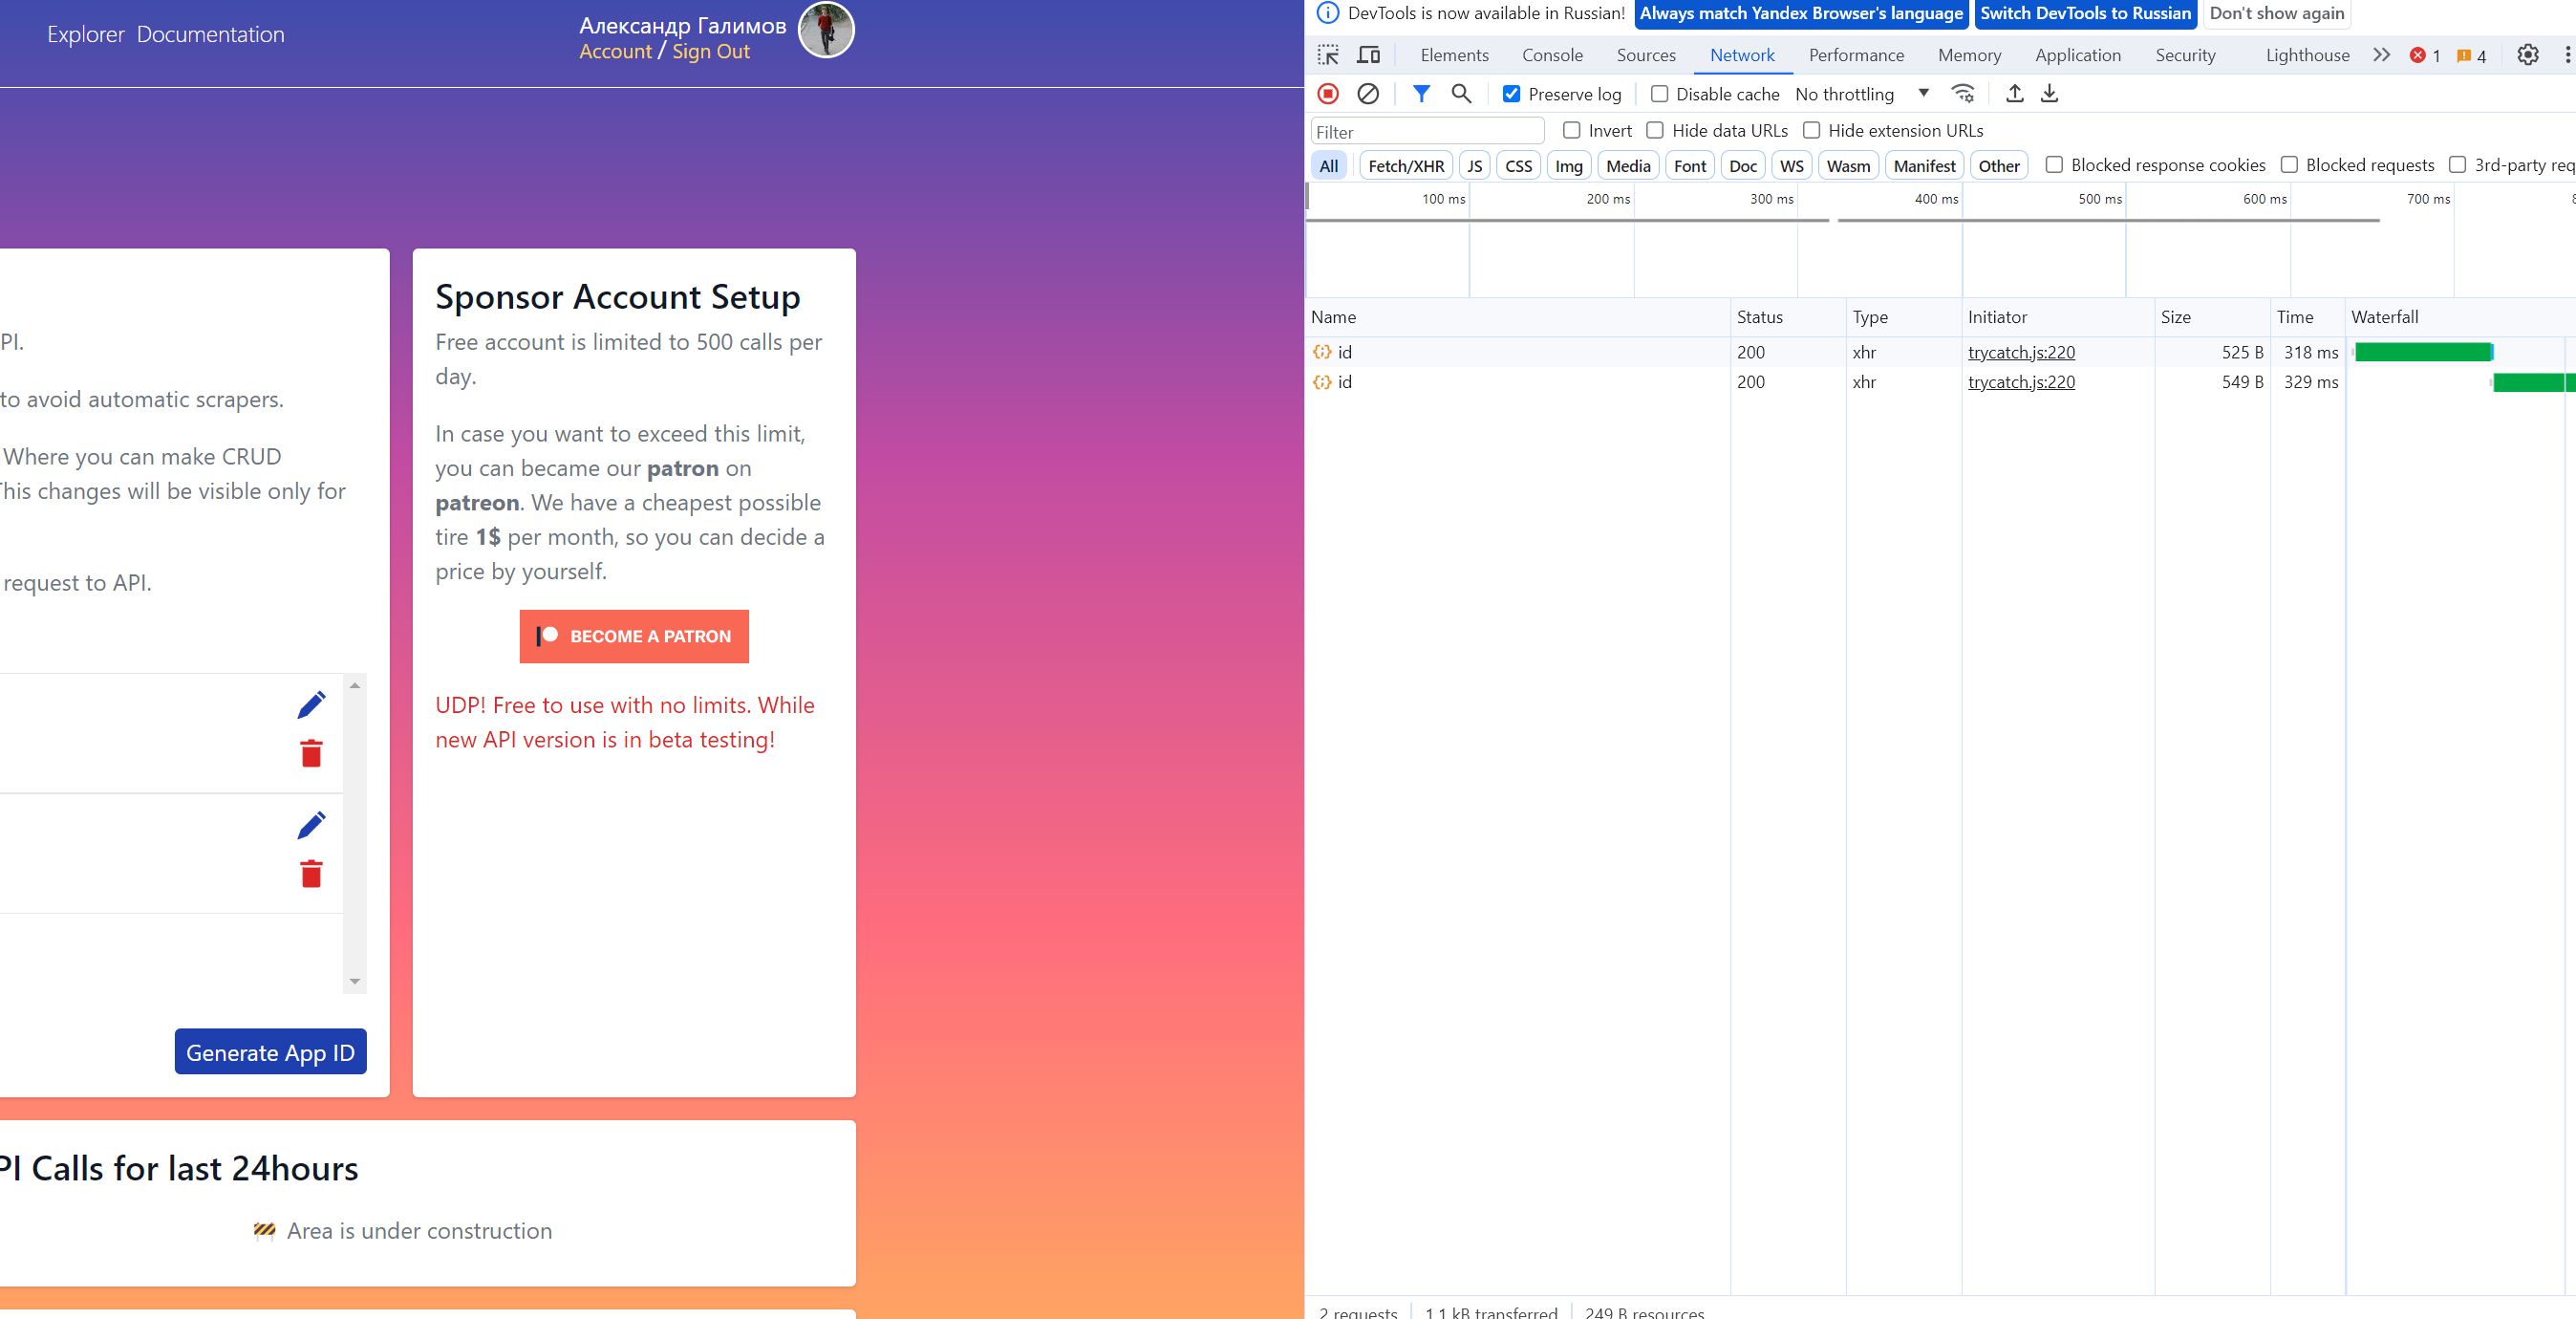 Explorer Documentation
Александр Галимов
Account / Sign Out
PI.
to avoid automatic scrapers.
Where you can make CRUD
This changes will be visible only for
request to API.
Generate App ID
Sponsor Account Setup
Free account is limited to 500 calls per
day.
In case you want to exceed this limit,
you can became our patron on
patreon. We have a cheapest possible
tire 1$ per month, so you can decide a
price by yourself.
BECOME A PATRON
UDP! Free to use with no limits. While
new API version is in beta testing!
PI Calls for last 24hours
🚧 Area is under construction
DevTools is now available in Russian! Always match Yandex Browser's language Switch DevTools to Russian Don't show again
Elements Console Sources Network Performance Memory Application Security Lighthouse 1 4
Preserve log Disable cache No throttling
Filter Invert Hide data URLs Hide extension URLs
All Fetch/XHR JS CSS Img Media Font Doc WS Wasm Manifest Other Blocked response cookies Blocked requests 3rd-party req
100 ms 200 ms 300 ms 400 ms 500 ms 600 ms 700 ms
Name Status Type Initiator Size Time Waterfall
id 200 xhr trycatch.js:220 525 B 318 ms
id 200 xhr trycatch.js:220 549 B 329 ms
2 requests 1.1 kB transferred 249 B resources